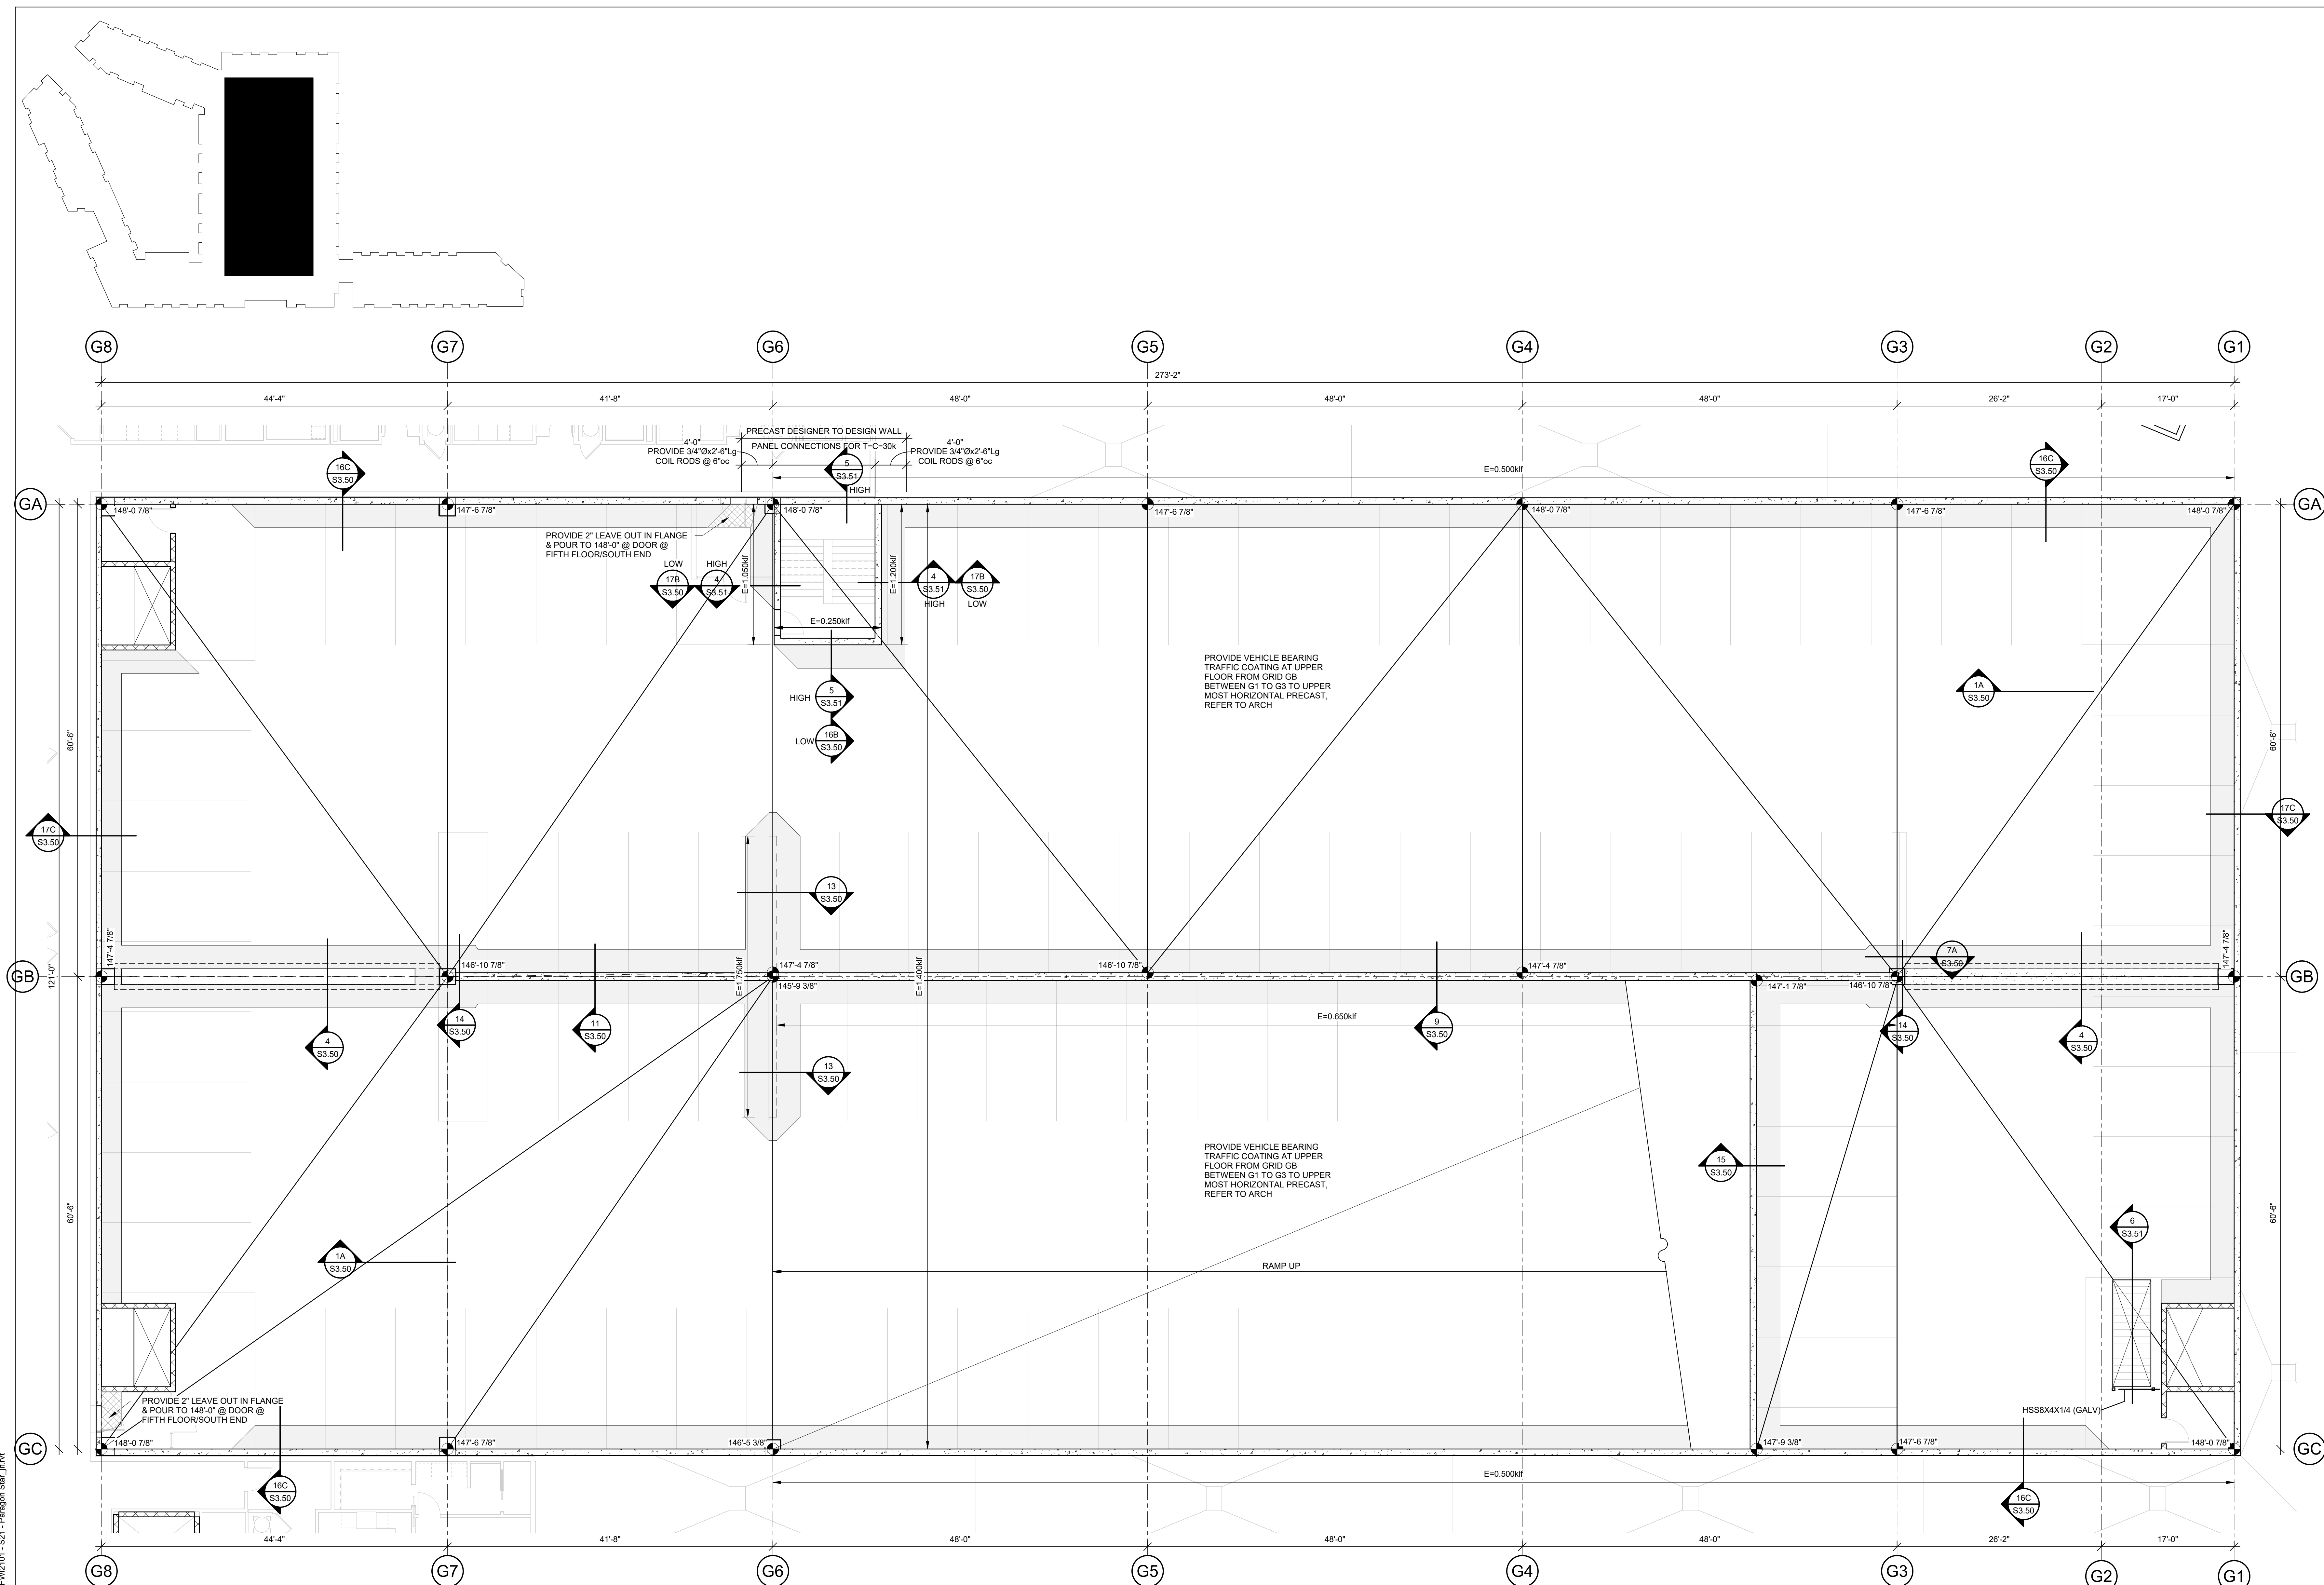 G8
G7
G6
G5
G4
G3
G2
G1
273'-2"
44'-4"
41'-8"
48'-0"
48'-0"
48'-0"
26'-2"
17'-0"
PRECAST DESIGNER TO DESIGN WALL
PANEL CONNECTIONS FOR T=C=30k
4'-0"
PROVIDE 3/4"Øx2'-6"Lg
COIL RODS @ 6"oc
4'-0"
PROVIDE 3/4"Øx2'-6"Lg
COIL RODS @ 6"oc
5
S3.51
HIGH
16C
S3.50
16C
S3.50
E=0.500klf
GA
GA
148'-0 7/8"
147'-6 7/8"
148'-0 7/8"
147'-6 7/8"
148'-0 7/8"
147'-6 7/8"
148'-0 7/8"
PROVIDE 2" LEAVE OUT IN FLANGE
& POUR TO 148'-0" @ DOOR @
FIFTH FLOOR/SOUTH END
LOW
17B
S3.50
HIGH
4
S3.51
E=1.050klf
E=1.200klf
4
S3.51
HIGH
17B
S3.50
LOW
E=0.250klf
HIGH
5
S3.51
LOW
16B
S3.50
PROVIDE VEHICLE BEARING
TRAFFIC COATING AT UPPER
FLOOR FROM GRID GB
BETWEEN G1 TO G3 TO UPPER
MOST HORIZONTAL PRECAST,
REFER TO ARCH
1A
S3.50
60'-6"
60'-6"
17C
S3.50
17C
S3.50
13
S3.50
147'-4 7/8"
146'-10 7/8"
147'-4 7/8"
145'-9 3/8"
146'-10 7/8"
147'-4 7/8"
147'-1 7/8"
146'-10 7/8"
7A
S3.50
147'-4 7/8"
GB
GB
121'-0"
E=1.750klf
E=1.400klf
E=0.650klf
4
S3.50
14
S3.50
11
S3.50
9
S3.50
14
S3.50
4
S3.50
13
S3.50
PROVIDE VEHICLE BEARING
TRAFFIC COATING AT UPPER
FLOOR FROM GRID GB
BETWEEN G1 TO G3 TO UPPER
MOST HORIZONTAL PRECAST,
REFER TO ARCH
15
S3.50
60'-6"
60'-6"
1A
S3.50
RAMP UP
6
S3.51
PROVIDE 2" LEAVE OUT IN FLANGE
& POUR TO 148'-0" @ DOOR @
FIFTH FLOOR/SOUTH END
HSS8X4X1/4 (GALV)
GC
GC
148'-0 7/8"
147'-6 7/8"
146'-5 3/8"
147'-9 3/8"
147'-6 7/8"
148'-0 7/8"
E=0.500klf
16C
S3.50
16C
S3.50
44'-4"
41'-8"
48'-0"
48'-0"
48'-0"
26'-2"
17'-0"
G8
G7
G6
G5
G4
G3
G2
G1
- S21 - Paragon Star_jlf.rvt